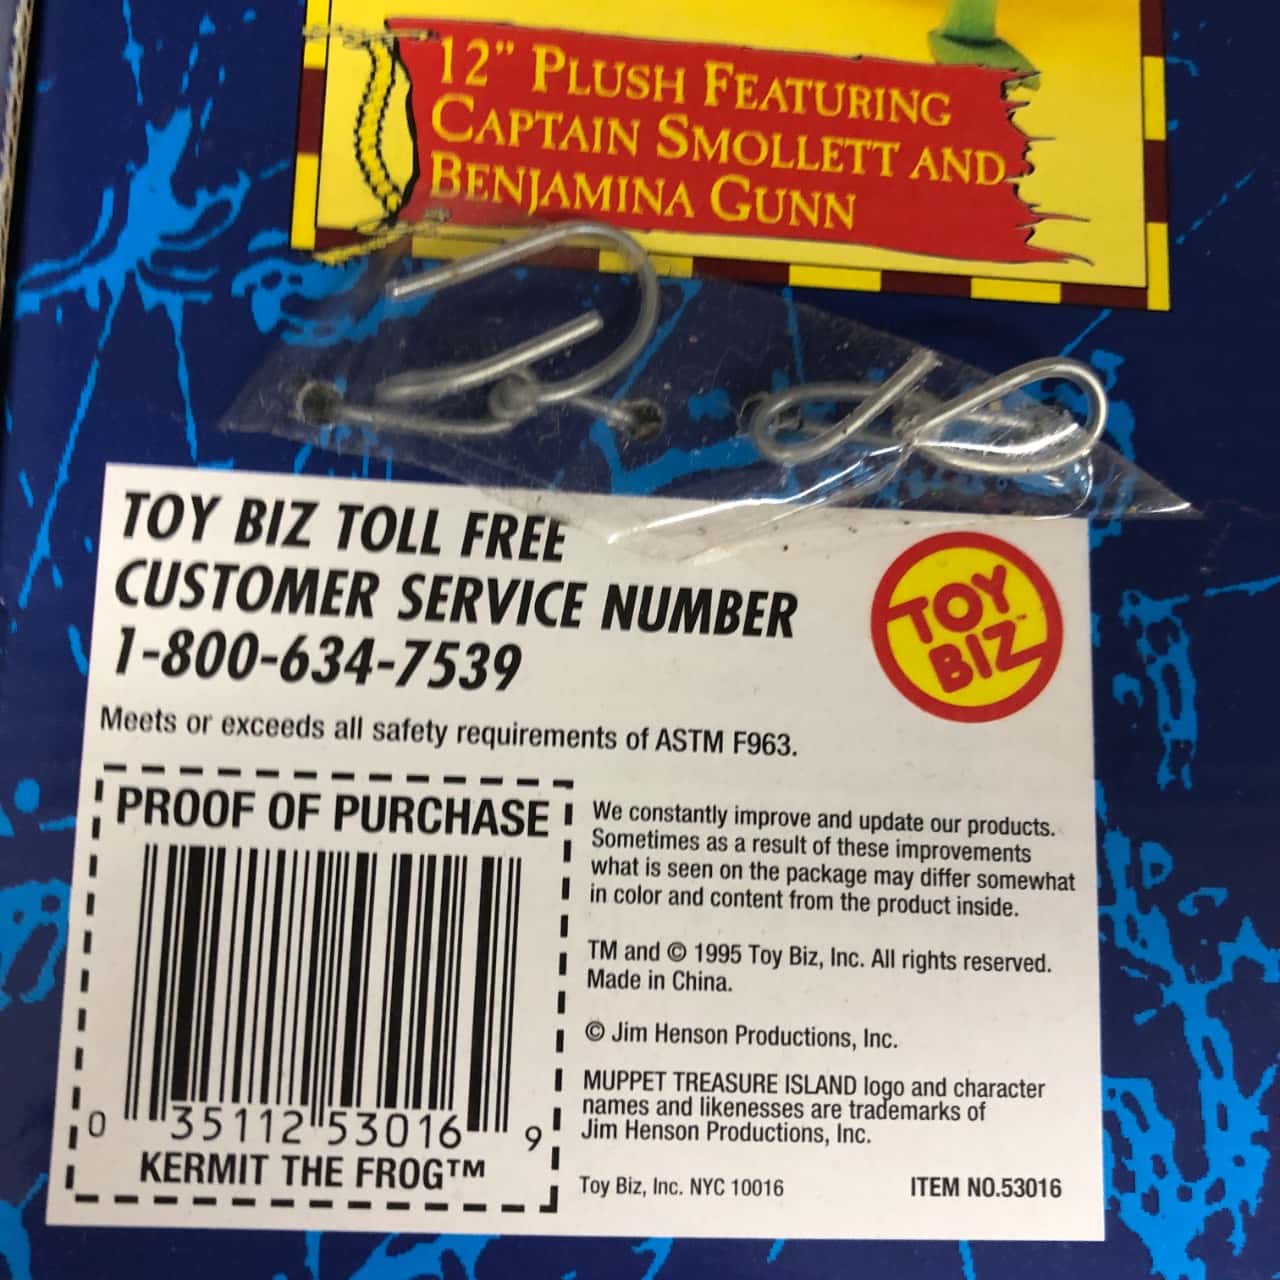 12” PLUSH FEATURING
CAPTAIN SMOLLETT AND
BENJAMINA GUNN
TOY BIZ TOLL FREE
CUSTOMER SERVICE NUMBER
1-800-634-7539
TOY
BIZ™
Meets or exceeds all safety requirements of ASTM F963.
PROOF OF PURCHASE
0 35112 53016 9
KERMIT THE FROG™
We constantly improve and update our products.
Sometimes as a result of these improvements
what is seen on the package may differ somewhat
in color and content from the product inside.
TM and © 1995 Toy Biz, Inc. All rights reserved.
Made in China.
© Jim Henson Productions, Inc.
MUPPET TREASURE ISLAND logo and character
names and likenesses are trademarks of
Jim Henson Productions, Inc.
Toy Biz, Inc. NYC 10016
ITEM NO.53016